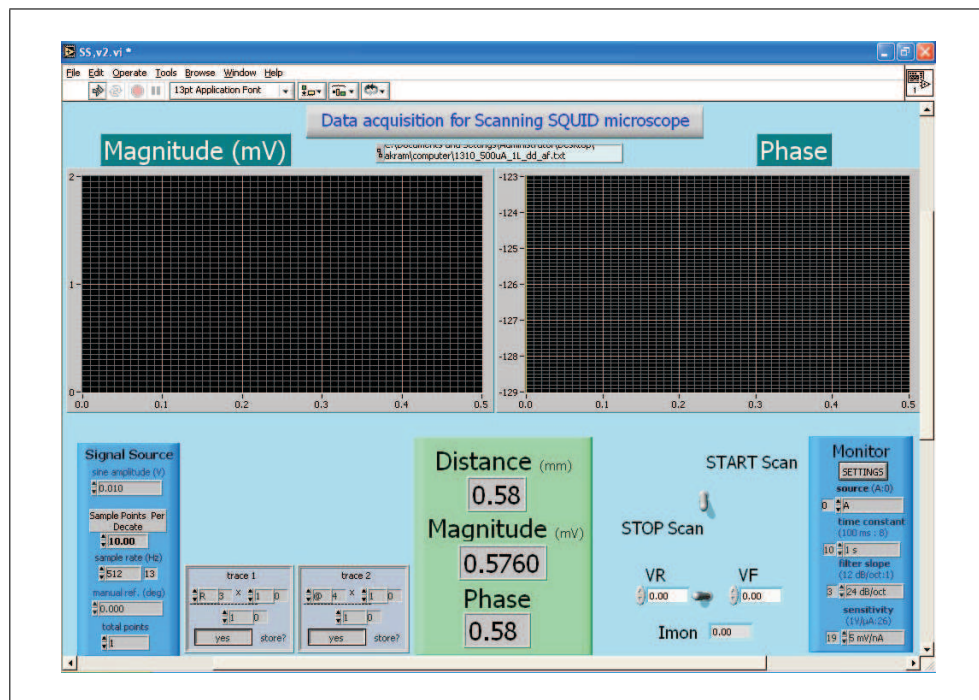 SS,v2.vi *
File Edit Operate Tools Browse Window Help
13pt Application Font
1
Data acquisition for Scanning SQUID microscope
Magnitude (mV)
C:\Documents and Settings\Administrator\Desktop\
akram\computer\1310_500uA_1L_dd_af.txt
Phase
2
1
0
0.0 0.1 0.2 0.3 0.4 0.5
-123
-124
-125
-126
-127
-128
-129
0.0 0.1 0.2 0.3 0.4 0.5
Signal Source
sine amplitude (V)
0.010
Sample Points Per
Decate
10.00
sample rate (Hz)
512 13
manual ref. (deg)
0.000
total points
1
trace 1
R 3 x 1 0
1 0
yes store?
trace 2
@ 4 x 1 0
1 0
yes store?
Distance (mm)
0.58
Magnitude (mV)
0.5760
Phase
0.58
START Scan
STOP Scan
VR VF
0.00 0.00
Imon 0.00
Monitor
SETTINGS
source (A:0)
0 A
time constant
(100 ms : 8)
10 1 s
filter slope
(12 dB/oct:1)
3 24 dB/oct
sensitivity
(1V/µA:26)
19 5 mV/nA